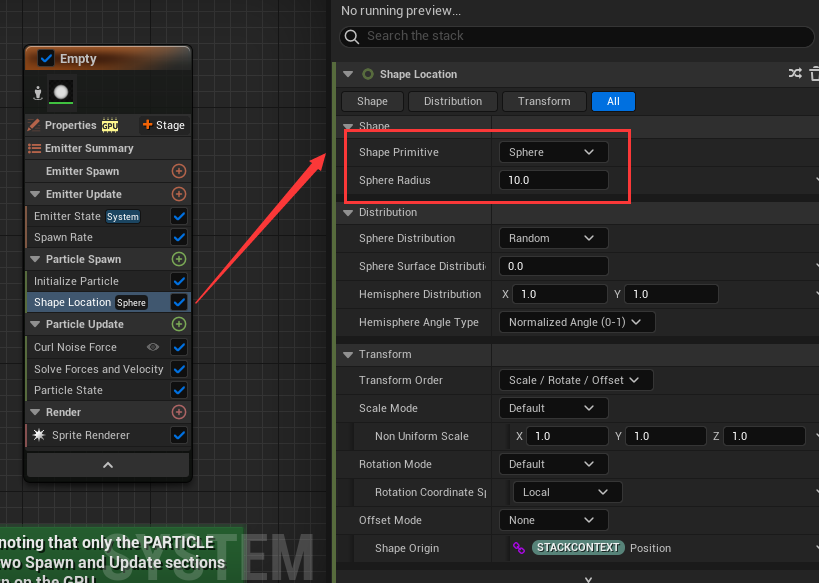 No running preview...
Search the stack
Empty
Properties GPU Stage
Emitter Summary
Emitter Spawn
Emitter Update
Emitter State System
Spawn Rate
Particle Spawn
Initialize Particle
Shape Location Sphere
Particle Update
Curl Noise Force
Solve Forces and Velocity
Particle State
Render
Sprite Renderer
noting that only the PARTICLE
wo Spawn and Update sections
n on the GPU
SYSTEM
Shape Location
Shape Distribution Transform All
Shape
Shape Primitive Sphere
Sphere Radius 10.0
Distribution
Sphere Distribution Random
Sphere Surface Distributi 0.0
Hemisphere Distribution X 1.0 Y 1.0
Hemisphere Angle Type Normalized Angle (0-1)
Transform
Transform Order Scale / Rotate / Offset
Scale Mode Default
Non Uniform Scale X 1.0 Y 1.0 Z 1.0
Rotation Mode Default
Rotation Coordinate Sp Local
Offset Mode None
Shape Origin STACKCONTEXT Position